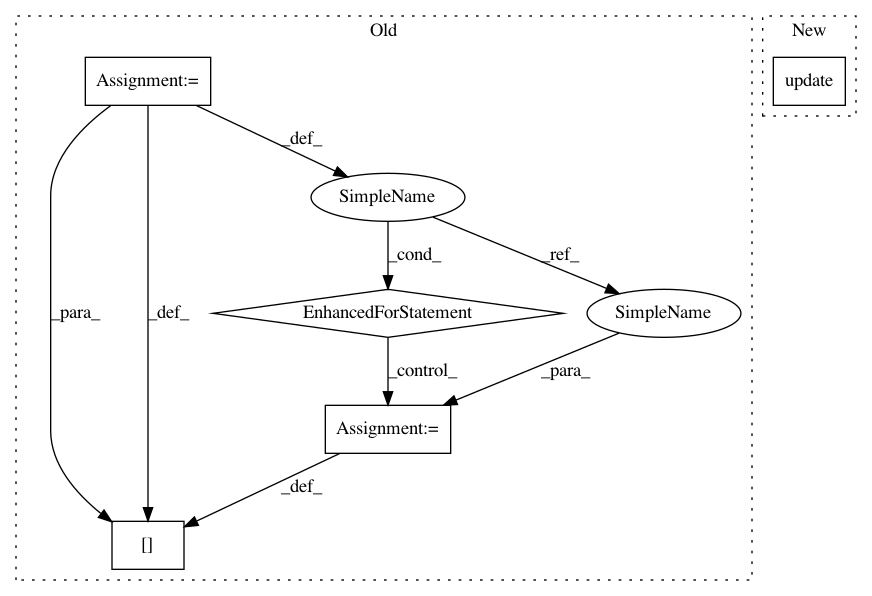 Old
New
Assignment:=
update
_def_
SimpleName
_cond_
_ref_
_para_
_def_
EnhancedForStatement
SimpleName
_control_
_para_
Assignment:=
_def_
[]